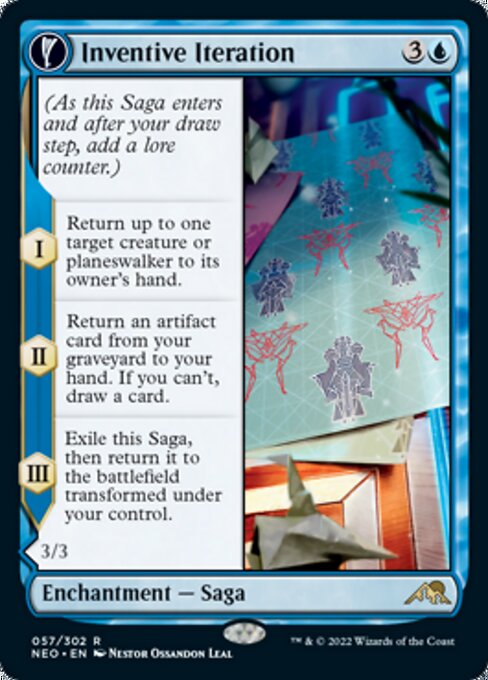 Inventive Iteration 3
(As this Saga enters
and after your draw
step, add a lore
counter.)
I
Return up to one
target creature or
planeswalker to its
owner's hand.
II
Return an artifact
card from your
graveyard to your
hand. If you can't,
draw a card.
III
Exile this Saga,
then return it to
the battlefield
transformed under
your control.
3/3
Enchantment — Saga
057/302 R
NEO • EN Nestor Ossandon Leal
™ & © 2022 Wizards of the Coast